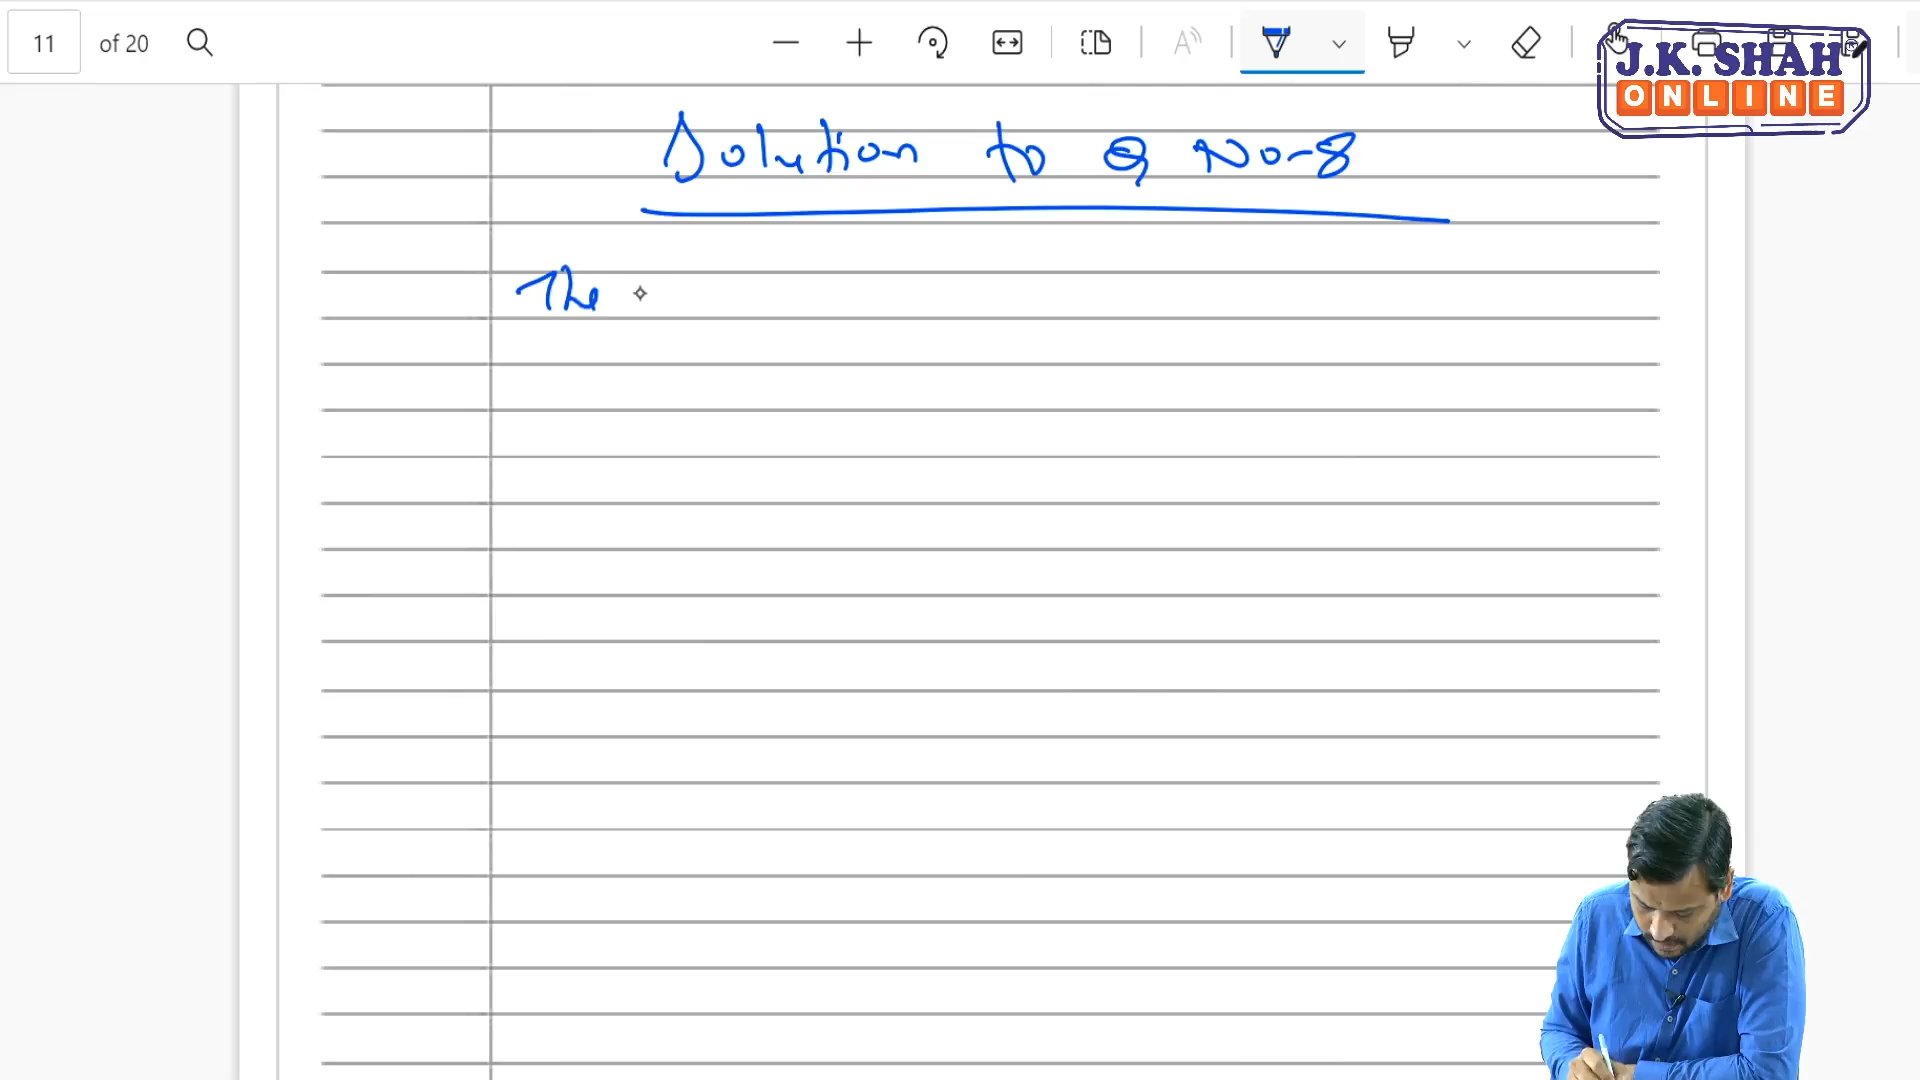 11 of 20
J.K. SHAH
ONLINE
Solution to Q No-8
The